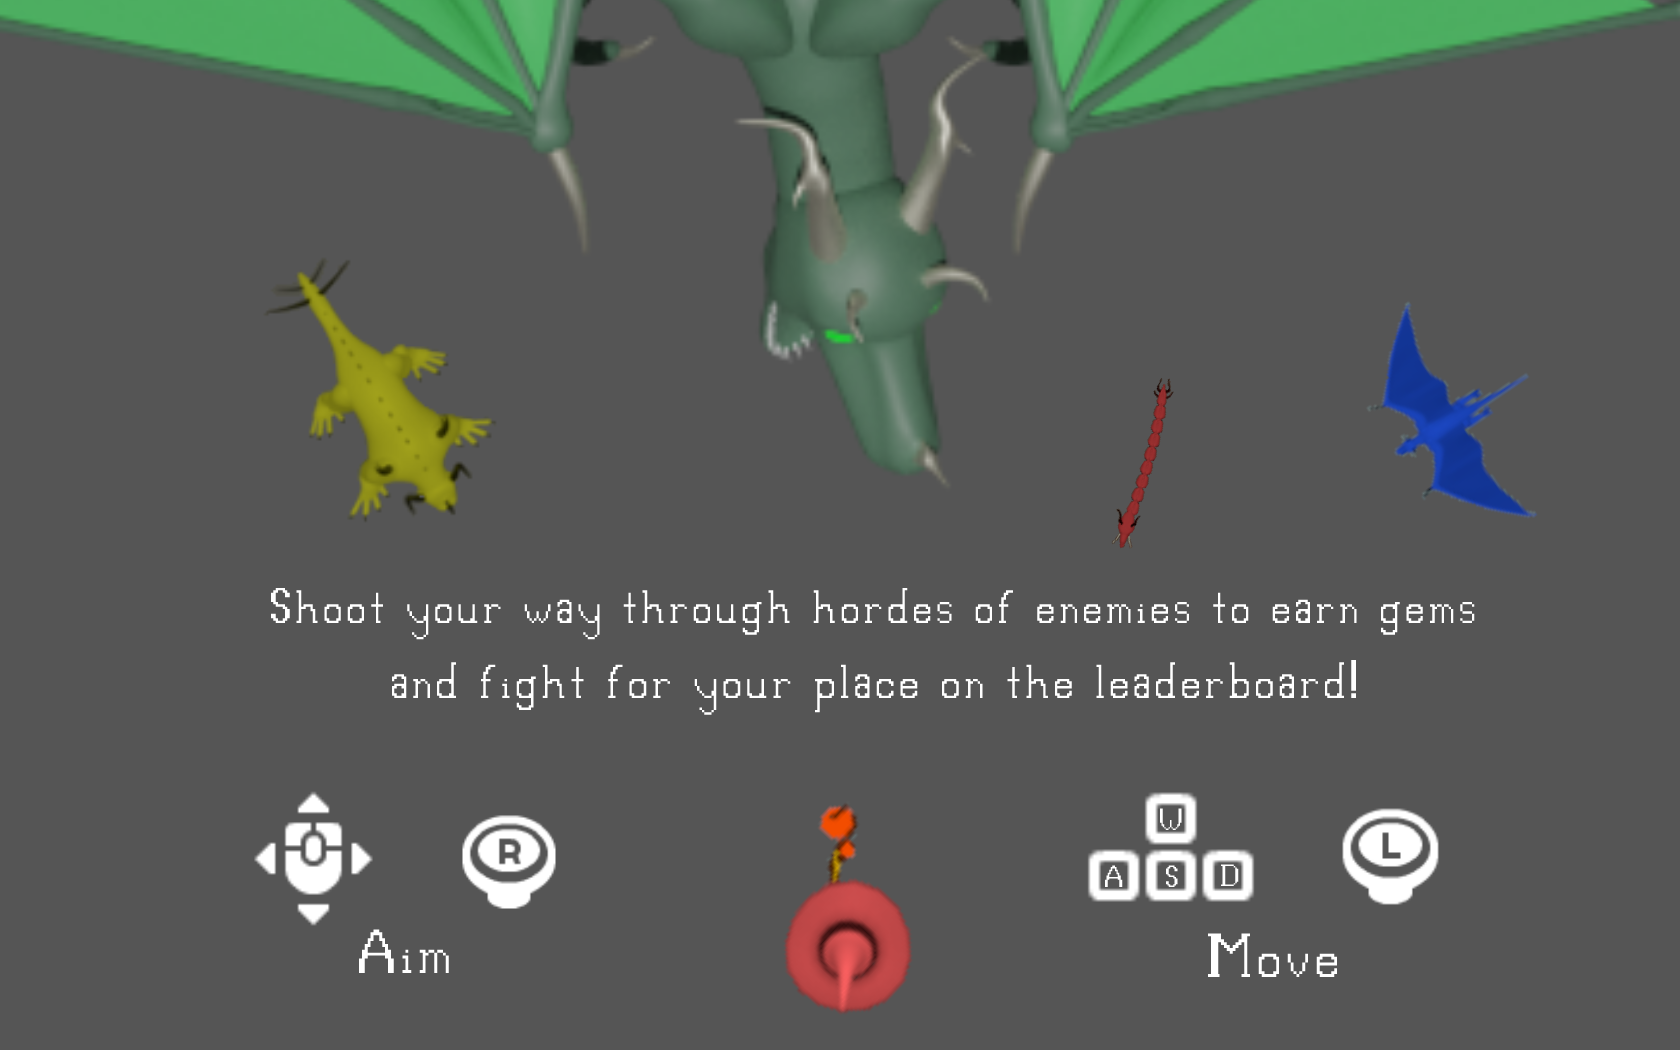 Shoot your way through hordes of enemies to earn gems
and fight for your place on the leaderboard!
W
R
L
A S D
Aim
Move